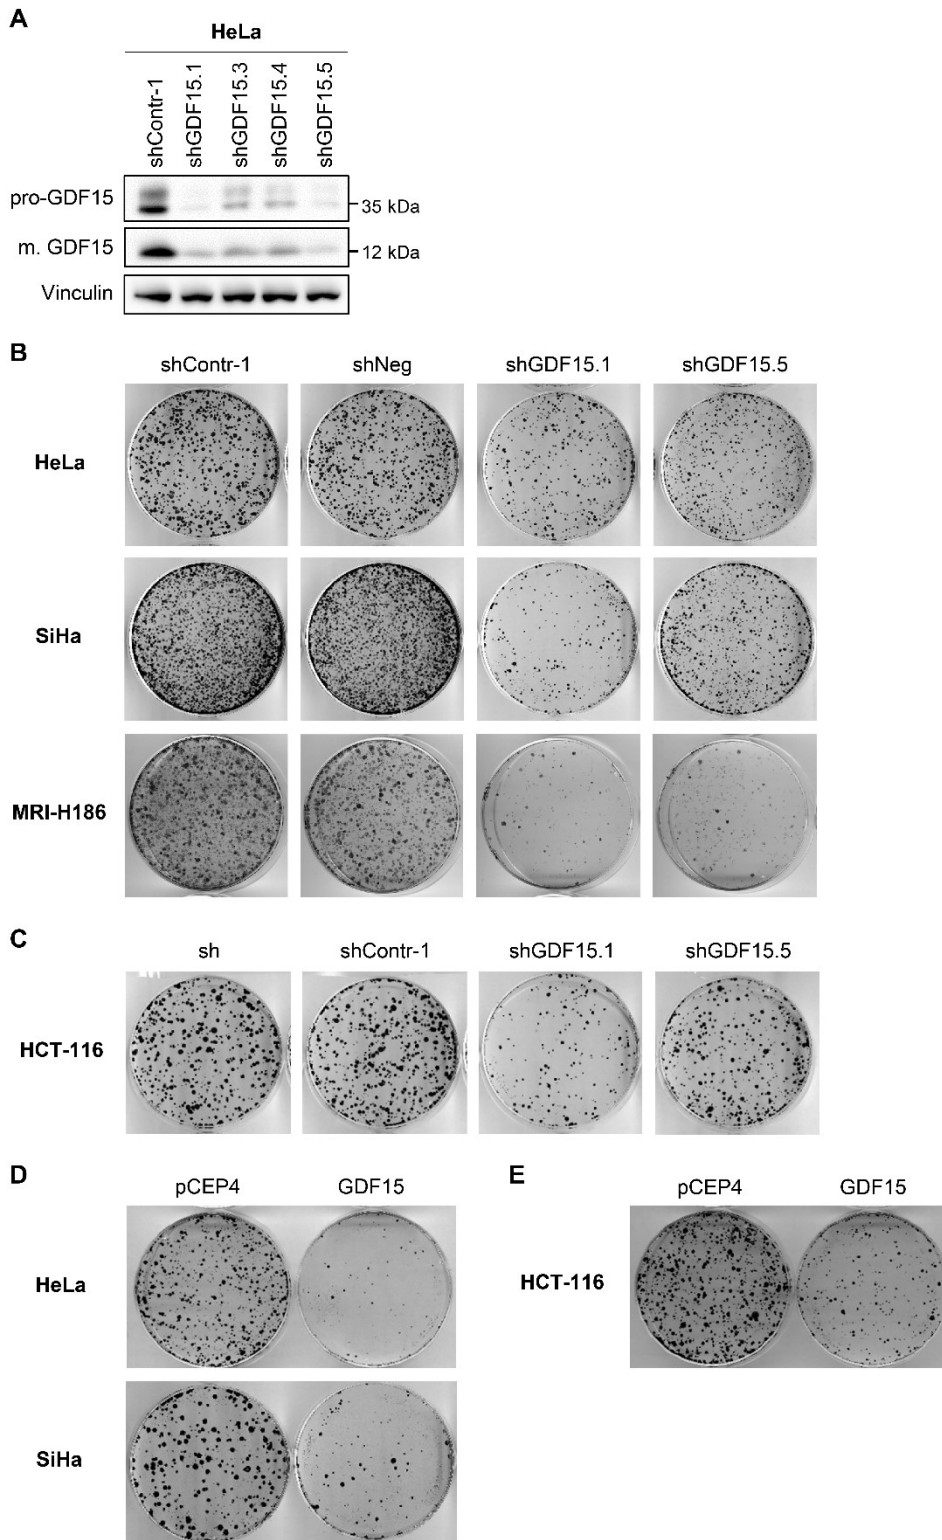 A
HeLa
shContr-1
shGDF15.1
shGDF15.3
shGDF15.4
shGDF15.5
pro-GDF15
35 kDa
m. GDF15
12 kDa
Vinculin
B
shContr-1 shNeg shGDF15.1 shGDF15.5
HeLa
SiHa
MRI-H186
C
sh shContr-1 shGDF15.1 shGDF15.5
HCT-116
D
pCEP4 GDF15
HeLa
SiHa
E
pCEP4 GDF15
HCT-116